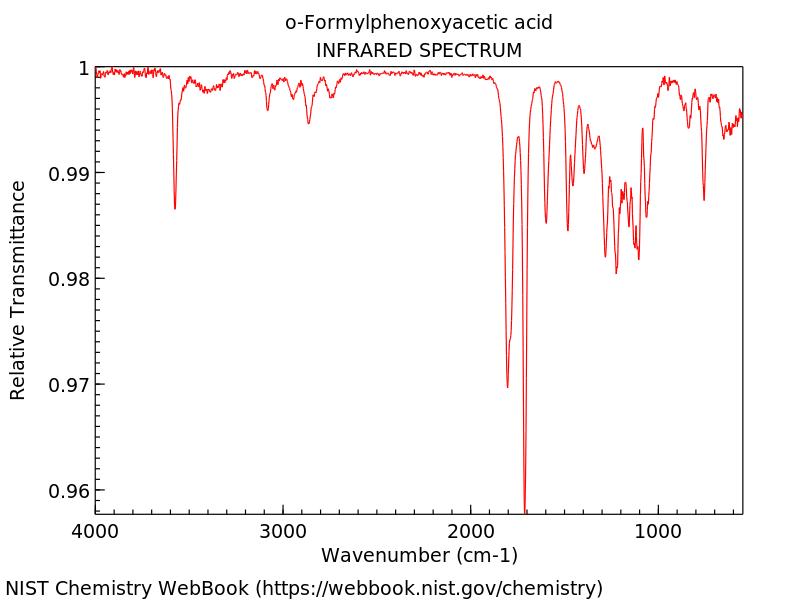 o-Formylphenoxyacetic acid
INFRARED SPECTRUM
1
0.99
0.98
0.97
0.96
Relative Transmittance
4000 3000 2000 1000
Wavenumber (cm-1)
NIST Chemistry WebBook (https://webbook.nist.gov/chemistry)